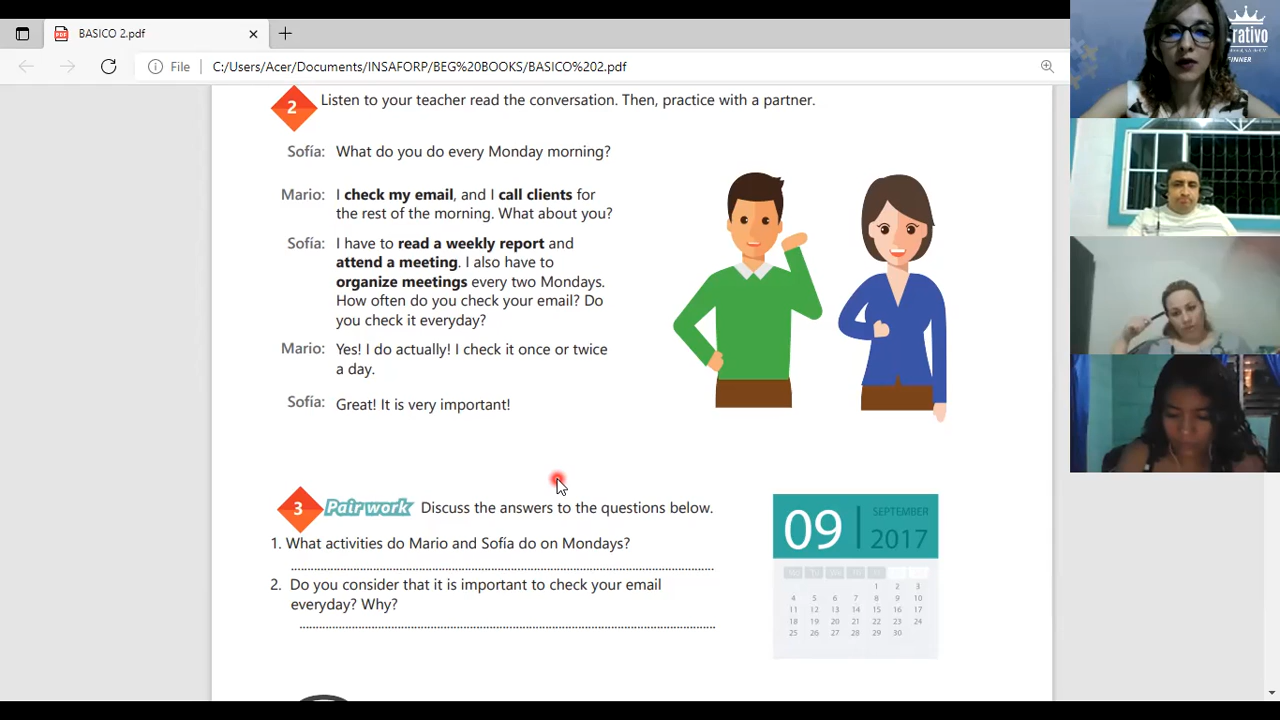 BASICO 2.pdf
File C:/Users/Acer/Documents/INSAFORP/BEG%20BOOKS/BASICO%202.pdf
rativo
INNER
2 Listen to your teacher read the conversation. Then, practice with a partner.
Sofía: What do you do every Monday morning?
Mario: I check my email, and I call clients for
the rest of the morning. What about you?
Sofía: I have to read a weekly report and
attend a meeting. I also have to
organize meetings every two Mondays.
How often do you check your email? Do
you check it everyday?
Mario: Yes! I do actually! I check it once or twice
a day.
Sofía: Great! It is very important!
3 Pair work Discuss the answers to the questions below.
1. What activities do Mario and Sofía do on Mondays?
2. Do you consider that it is important to check your email
everyday? Why?
09 SEPTEMBER
2017
1 2 3
4 5 6 7 8 9 10
11 12 13 14 15 16 17
18 19 20 21 22 23 24
25 26 27 28 29 30